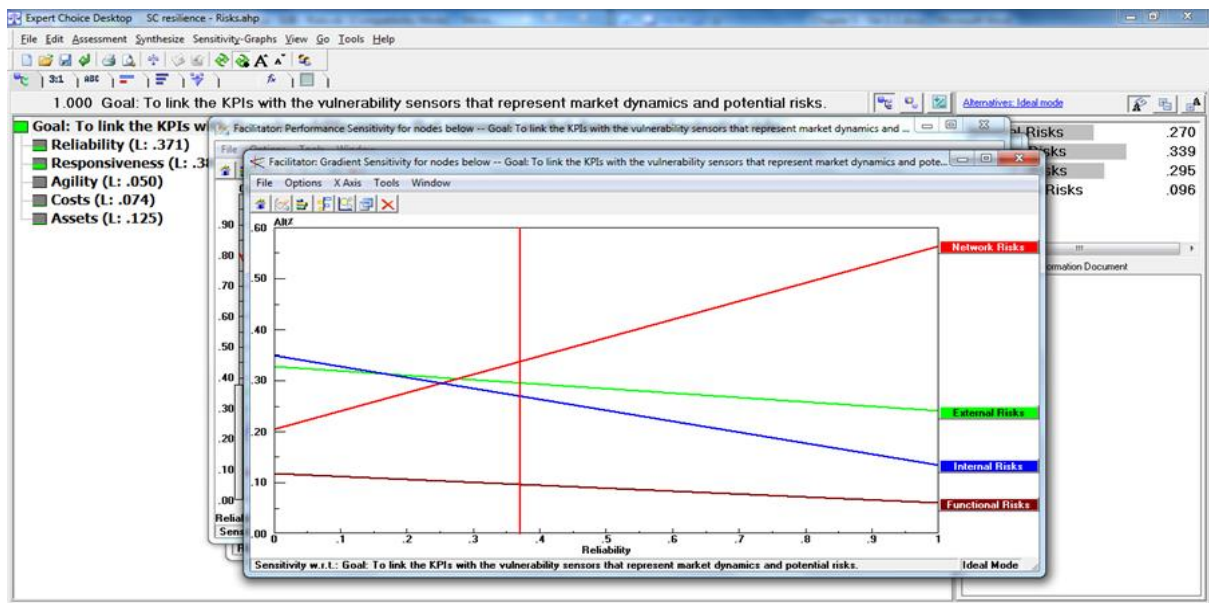 Expert Choice Desktop SC resilience - Risks.ahp
File Edit Assessment Synthesize Sensitivity-Graphs View Go Tools Help
3:1 ABC
1.000 Goal: To link the KPIs with the vulnerability sensors that represent market dynamics and potential risks.
Alternatives: Ideal mode
Goal: To link the KPIs w
Reliability (L: .371)
Responsiveness (L: .3
Agility (L: .050)
Costs (L: .074)
Assets (L: .125)
Risks .270
.339
.295
Risks .096
ormation Document
Facilitator: Performance Sensitivity for nodes below -- Goal: To link the KPIs with the vulnerability sensors that represent market dynamics and ...
File Options Tools Window
.90
.80
.70
.60
.50
.40
.30
.20
.10
.00
Reliab
Sens
Facilitator: Gradient Sensitivity for nodes below -- Goal: To link the KPIs with the vulnerability sensors that represent market dynamics and pote...
File Options X Axis Tools Window
Alt%
.60
.50
.40
.30
.20
.10
.00
Network Risks
External Risks
Internal Risks
Functional Risks
0 .1 .2 .3 .4 .5 .6 .7 .8 .9 1
Reliability
Sensitivity w.r.t.: Goal: To link the KPIs with the vulnerability sensors that represent market dynamics and potential risks.
Ideal Mode